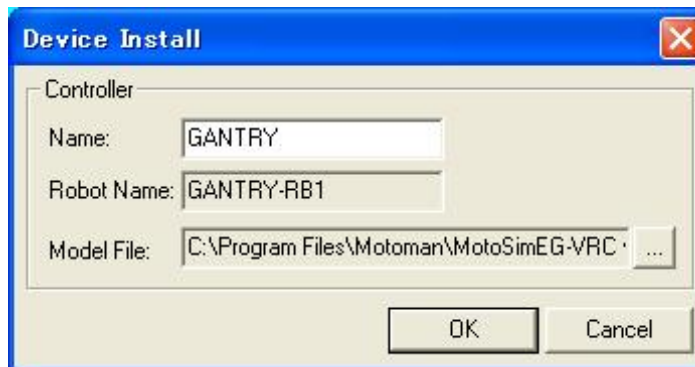 Device Install
Controller
Name: GANTRY
Robot Name: GANTRY-RB1
Model File: C:\Program Files\Motoman\MotoSimEG-VRC ...
OK Cancel